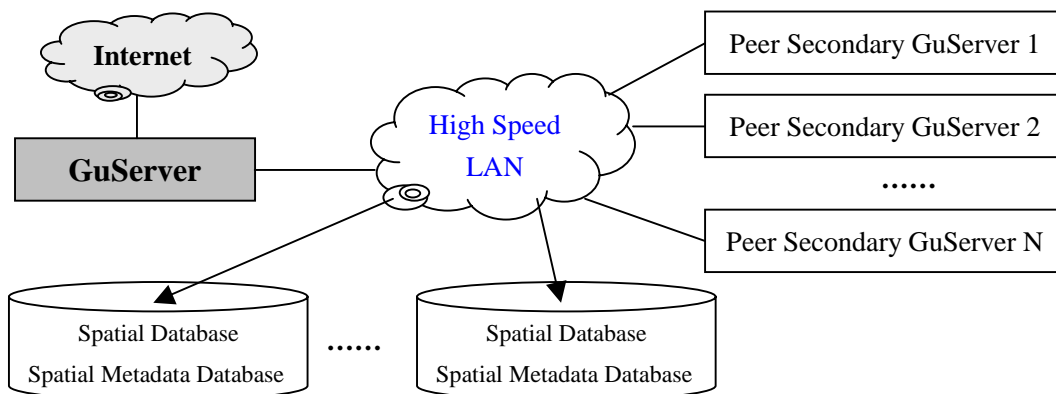 Internet
GuServer
High Speed
LAN
Peer Secondary GuServer 1
Peer Secondary GuServer 2
......
Peer Secondary GuServer N
Spatial Database
Spatial Metadata Database
......
Spatial Database
Spatial Metadata Database